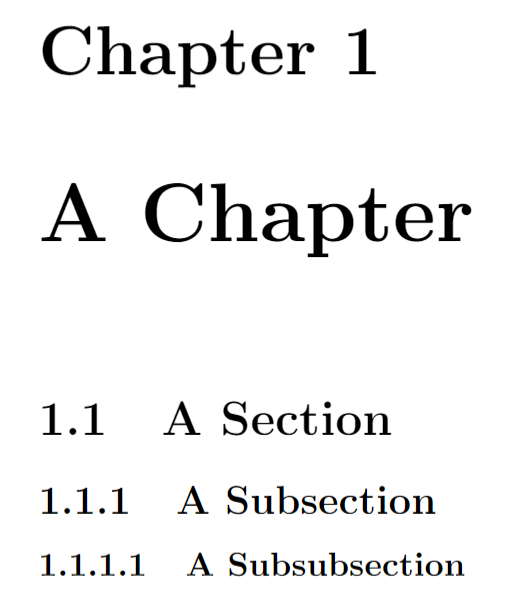 Chapter 1
A Chapter
1.1 A Section
1.1.1 A Subsection
1.1.1.1 A Subsubsection